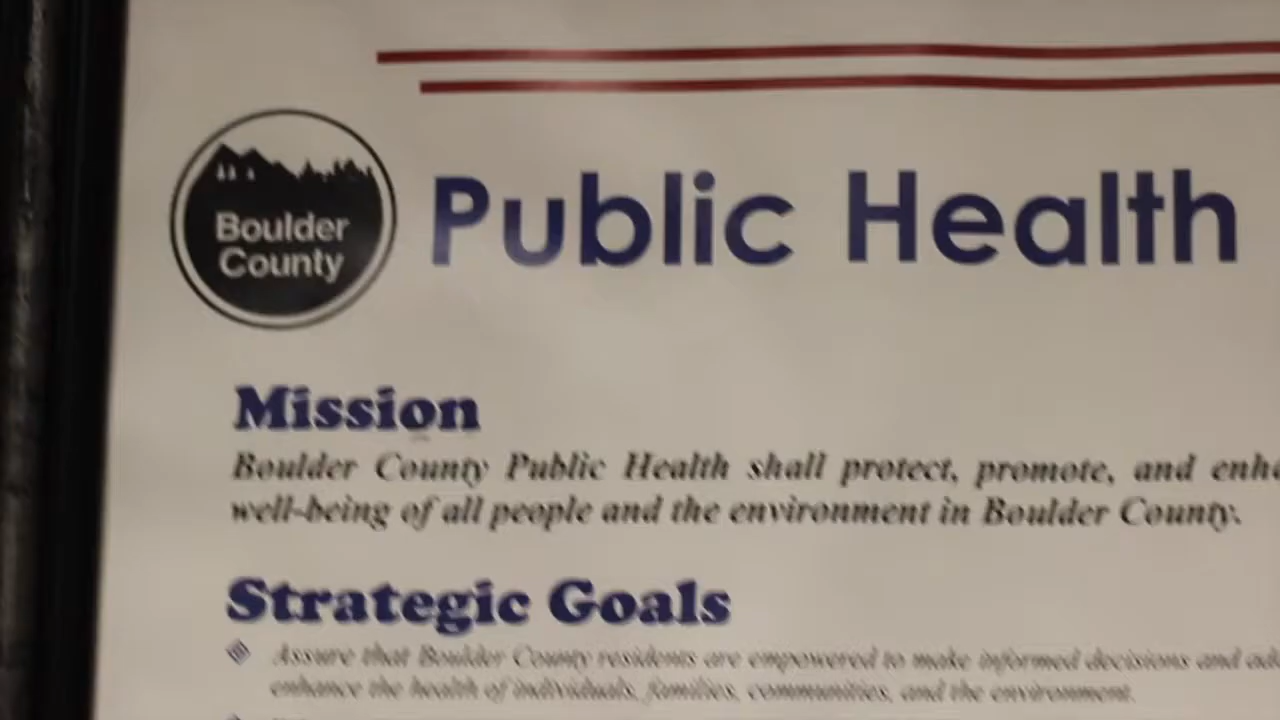 Boulder
County
Public Health
Mission
Boulder County Public Health shall protect, promote, and enh
well-being of all people and the environment in Boulder County.
Strategic Goals
Assure that Boulder County residents are empowered to make informed decisions and
enhance the health of individuals, families, communities, and the environment.